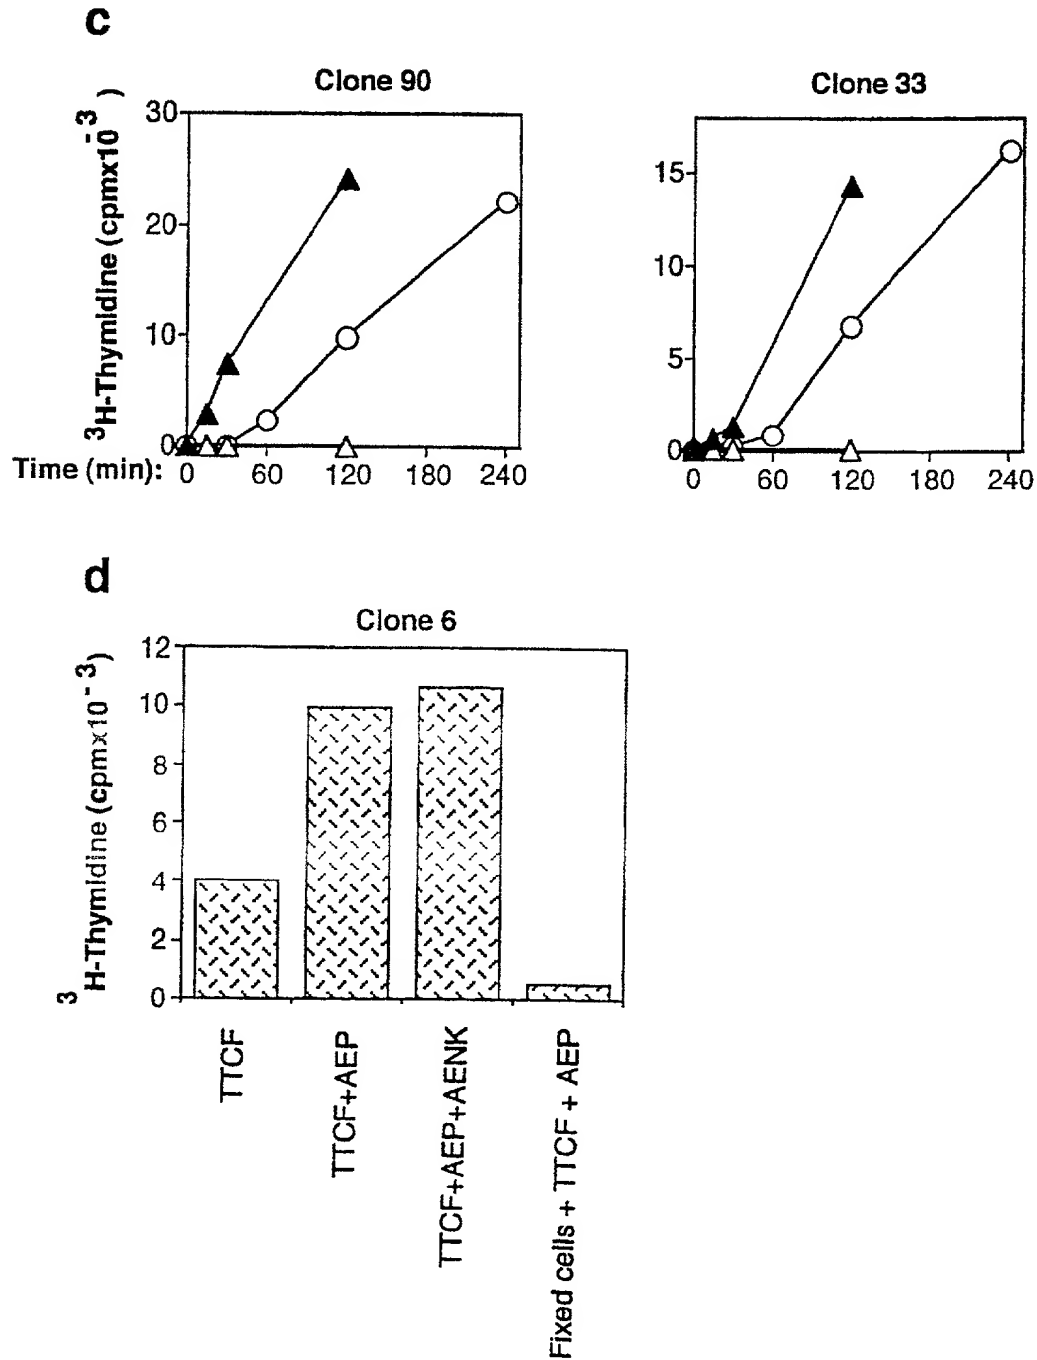 c
Clone 90
Clone 33
³H-Thymidine (cpmx10⁻³)
30
20
10
0
15
10
5
0
Time (min): 0 60 120 180 240
0 60 120 180 240
d
Clone 6
³H-Thymidine (cpmx10⁻³)
12
10
8
6
4
2
0
TTCF
TTCF+AEP
TTCF+AEP+AENK
Fixed cells + TTCF + AEP